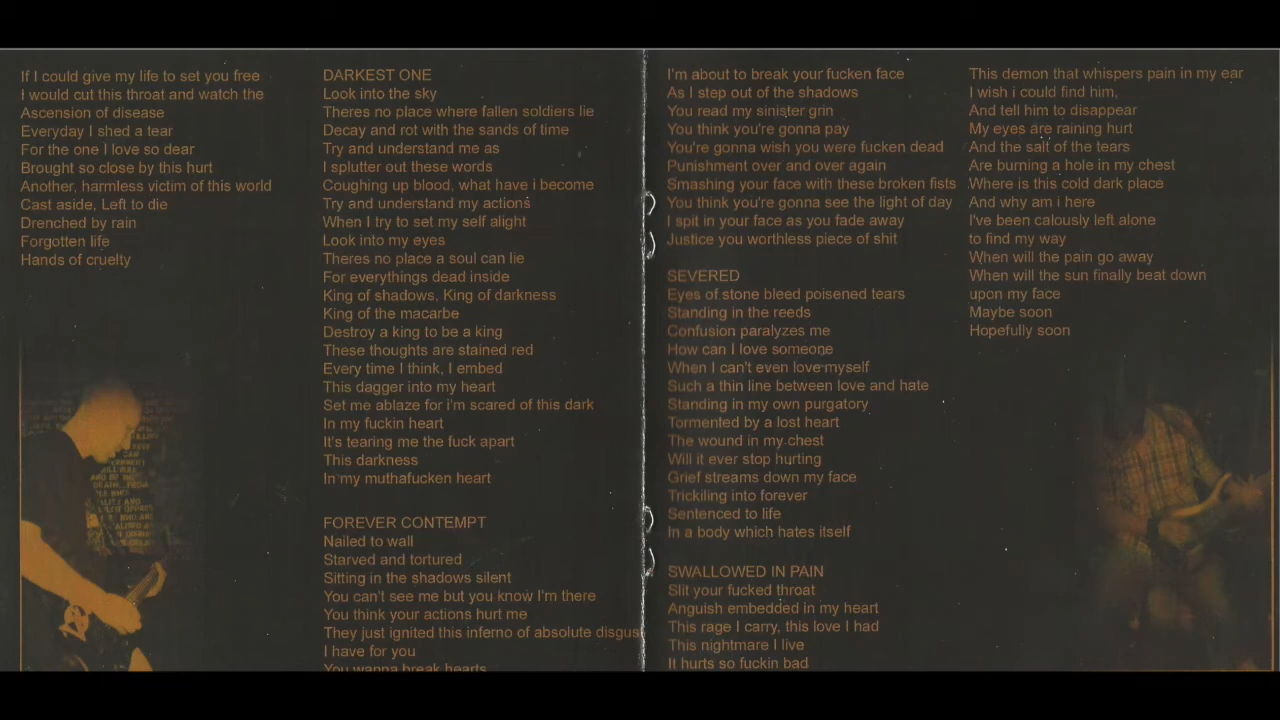 If I could give my life to set you free
I would cut this throat and watch the
Ascension of disease
Everyday I shed a tear
For the one I love so dear
Brought so close by this hurt
Another, harmless victim of this world
Cast aside, Left to die
Drenched by rain
Forgotten life
Hands of cruelty
DARKEST ONE
Look into the sky
Theres no place where fallen soldiers lie
Decay and rot with the sands of time
Try and understand me as
I splutter out these words
Coughing up blood, what have i become
Try and understand my actions
When I try to set my self alight
Look into my eyes
Theres no place a soul can lie
For everythings dead inside
King of shadows, King of darkness
King of the macarbe
Destroy a king to be a king
These thoughts are stained red
Every time I think, I embed
This dagger into my heart
Set me ablaze for i'm scared of this dark
In my fuckin heart
It's tearing me the fuck apart
This darkness
In my muthafucken heart
FOREVER CONTEMPT
Nailed to wall
Starved and tortured
Sitting in the shadows silent
You can't see me but you know I'm there
You think your actions hurt me
They just ignited this inferno of absolute disgus
I have for you
You wanna break hearts
I'm about to break your fucken face
As I step out of the shadows
You read my sinister grin
You think you're gonna pay
You're gonna wish you were fucken dead
Punishment over and over again
Smashing your face with these broken fists
You think you're gonna see the light of day
I spit in your face as you fade away
Justice you worthless piece of shit
SEVERED
Eyes of stone bleed poisened tears
Standing in the reeds
Confusion paralyzes me
How can I love someone
When I can't even love myself
Such a thin line between love and hate
Standing in my own purgatory
Tormented by a lost heart
The wound in my chest
Will it ever stop hurting
Grief streams down my face
Trickiling into forever
Sentenced to life
In a body which hates itself
SWALLOWED IN PAIN
Slit your fucked throat
Anguish embedded in my heart
This rage I carry, this love I had
This nightmare I live
It hurts so fuckin bad
This demon that whispers pain in my ear
I wish i could find him,
And tell him to disappear
My eyes are raining hurt
And the salt of the tears
Are burning a hole in my chest
Where is this cold dark place
And why am i here
I've been calously left alone
to find my way
When will the pain go away
When will the sun finally beat down
upon my face
Maybe soon
Hopefully soon